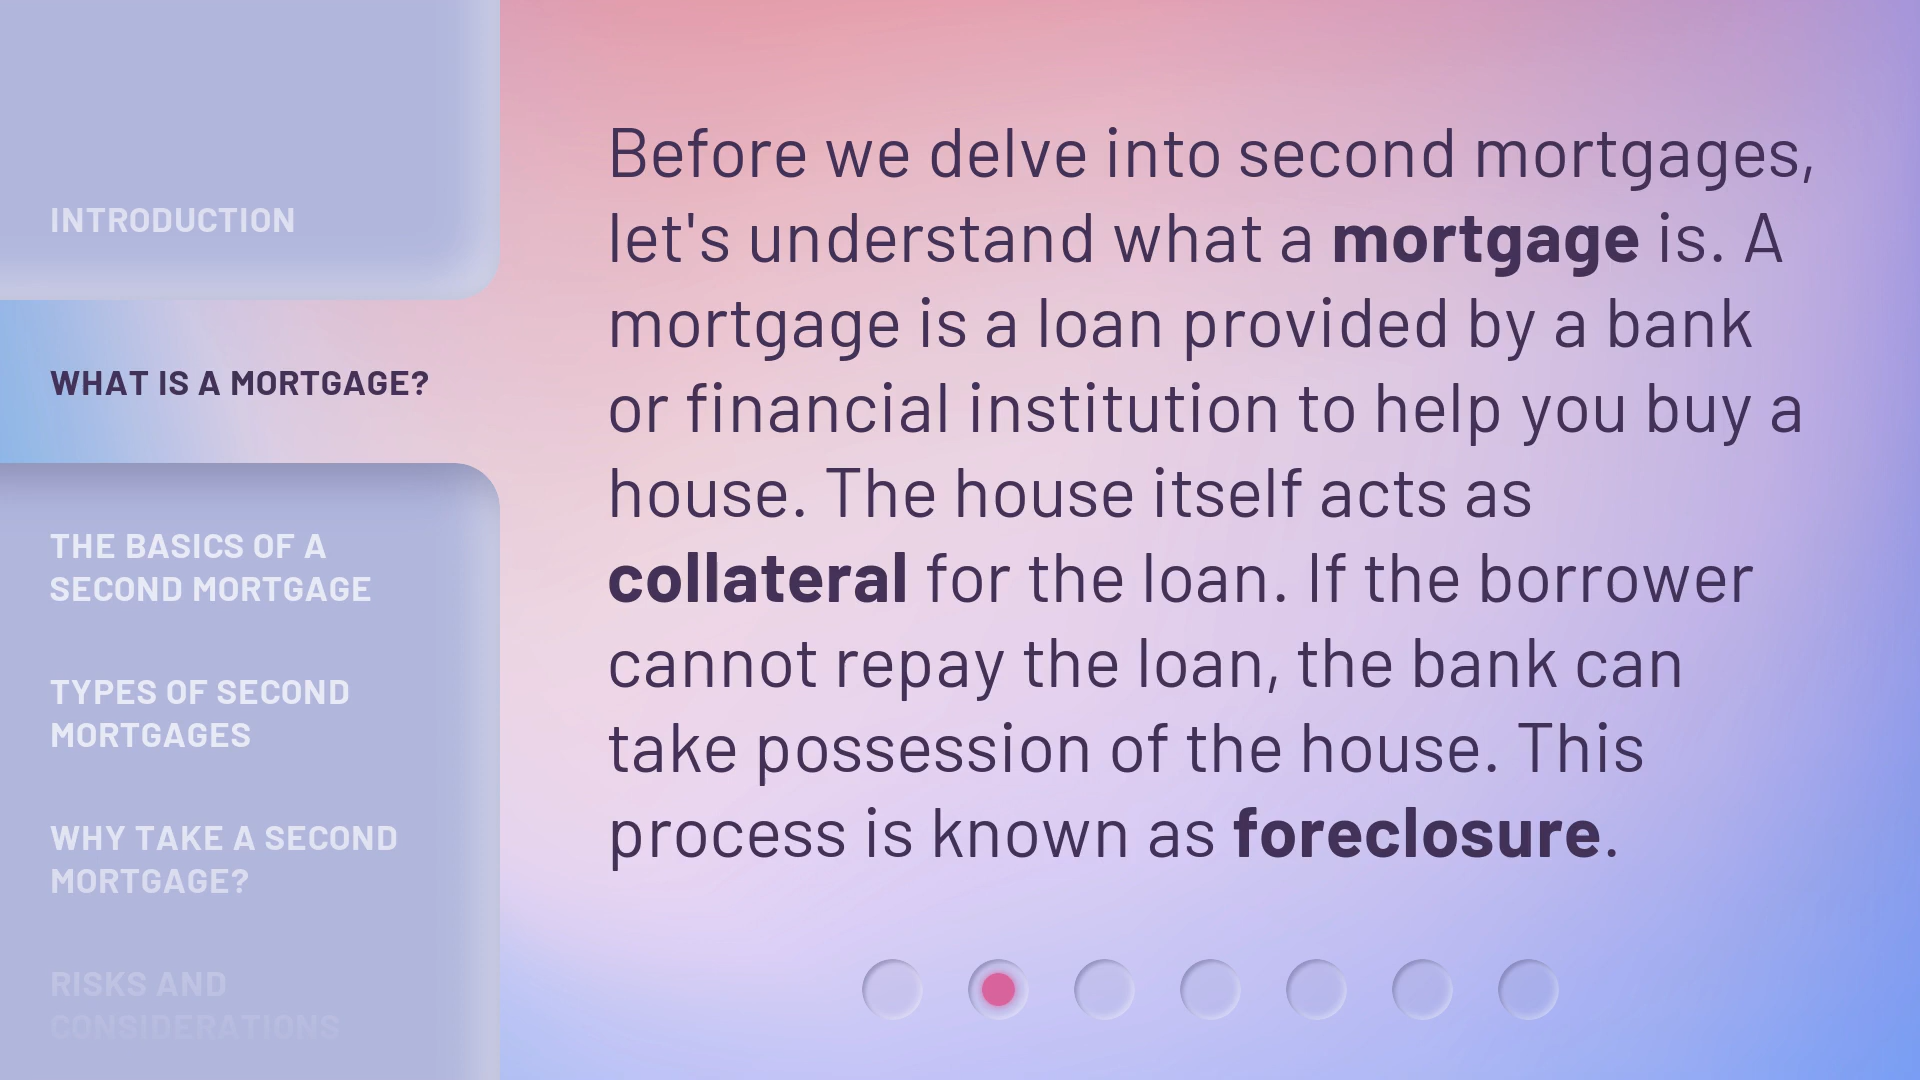 INTRODUCTION
WHAT IS A MORTGAGE?
THE BASICS OF A
SECOND MORTGAGE
TYPES OF SECOND
MORTGAGES
WHY TAKE A SECOND
MORTGAGE?
RISKS AND
CONSIDERATIONS
Before we delve into second mortgages,
let's understand what a mortgage is. A
mortgage is a loan provided by a bank
or financial institution to help you buy a
house. The house itself acts as
collateral for the loan. If the borrower
cannot repay the loan, the bank can
take possession of the house. This
process is known as foreclosure.